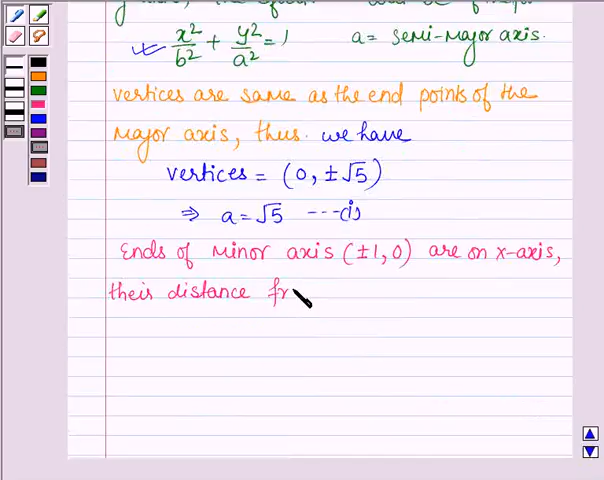 x²/b² + y²/a² = 1 a = semi-major axis.
vertices are same as the end points of the
Major axis, thus. we have
vertices = (0, ±√5)
⇒ a = √5 ---(i)
Ends of Minor axis (±1, 0) are on x-axis,
their distance fr